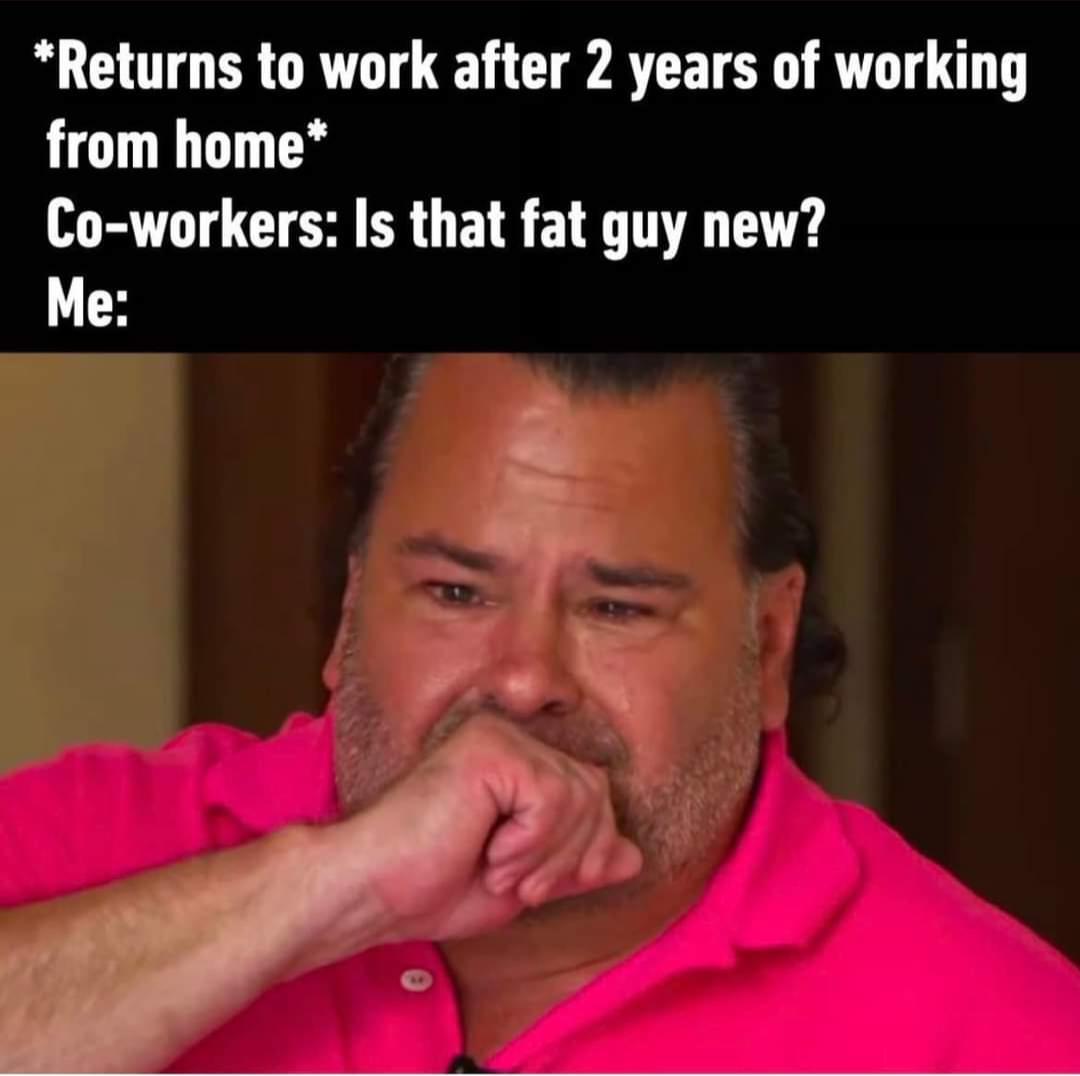 *Returns to work after 2 years of working
from home*
Co-workers: Is that fat guy new?
Me: